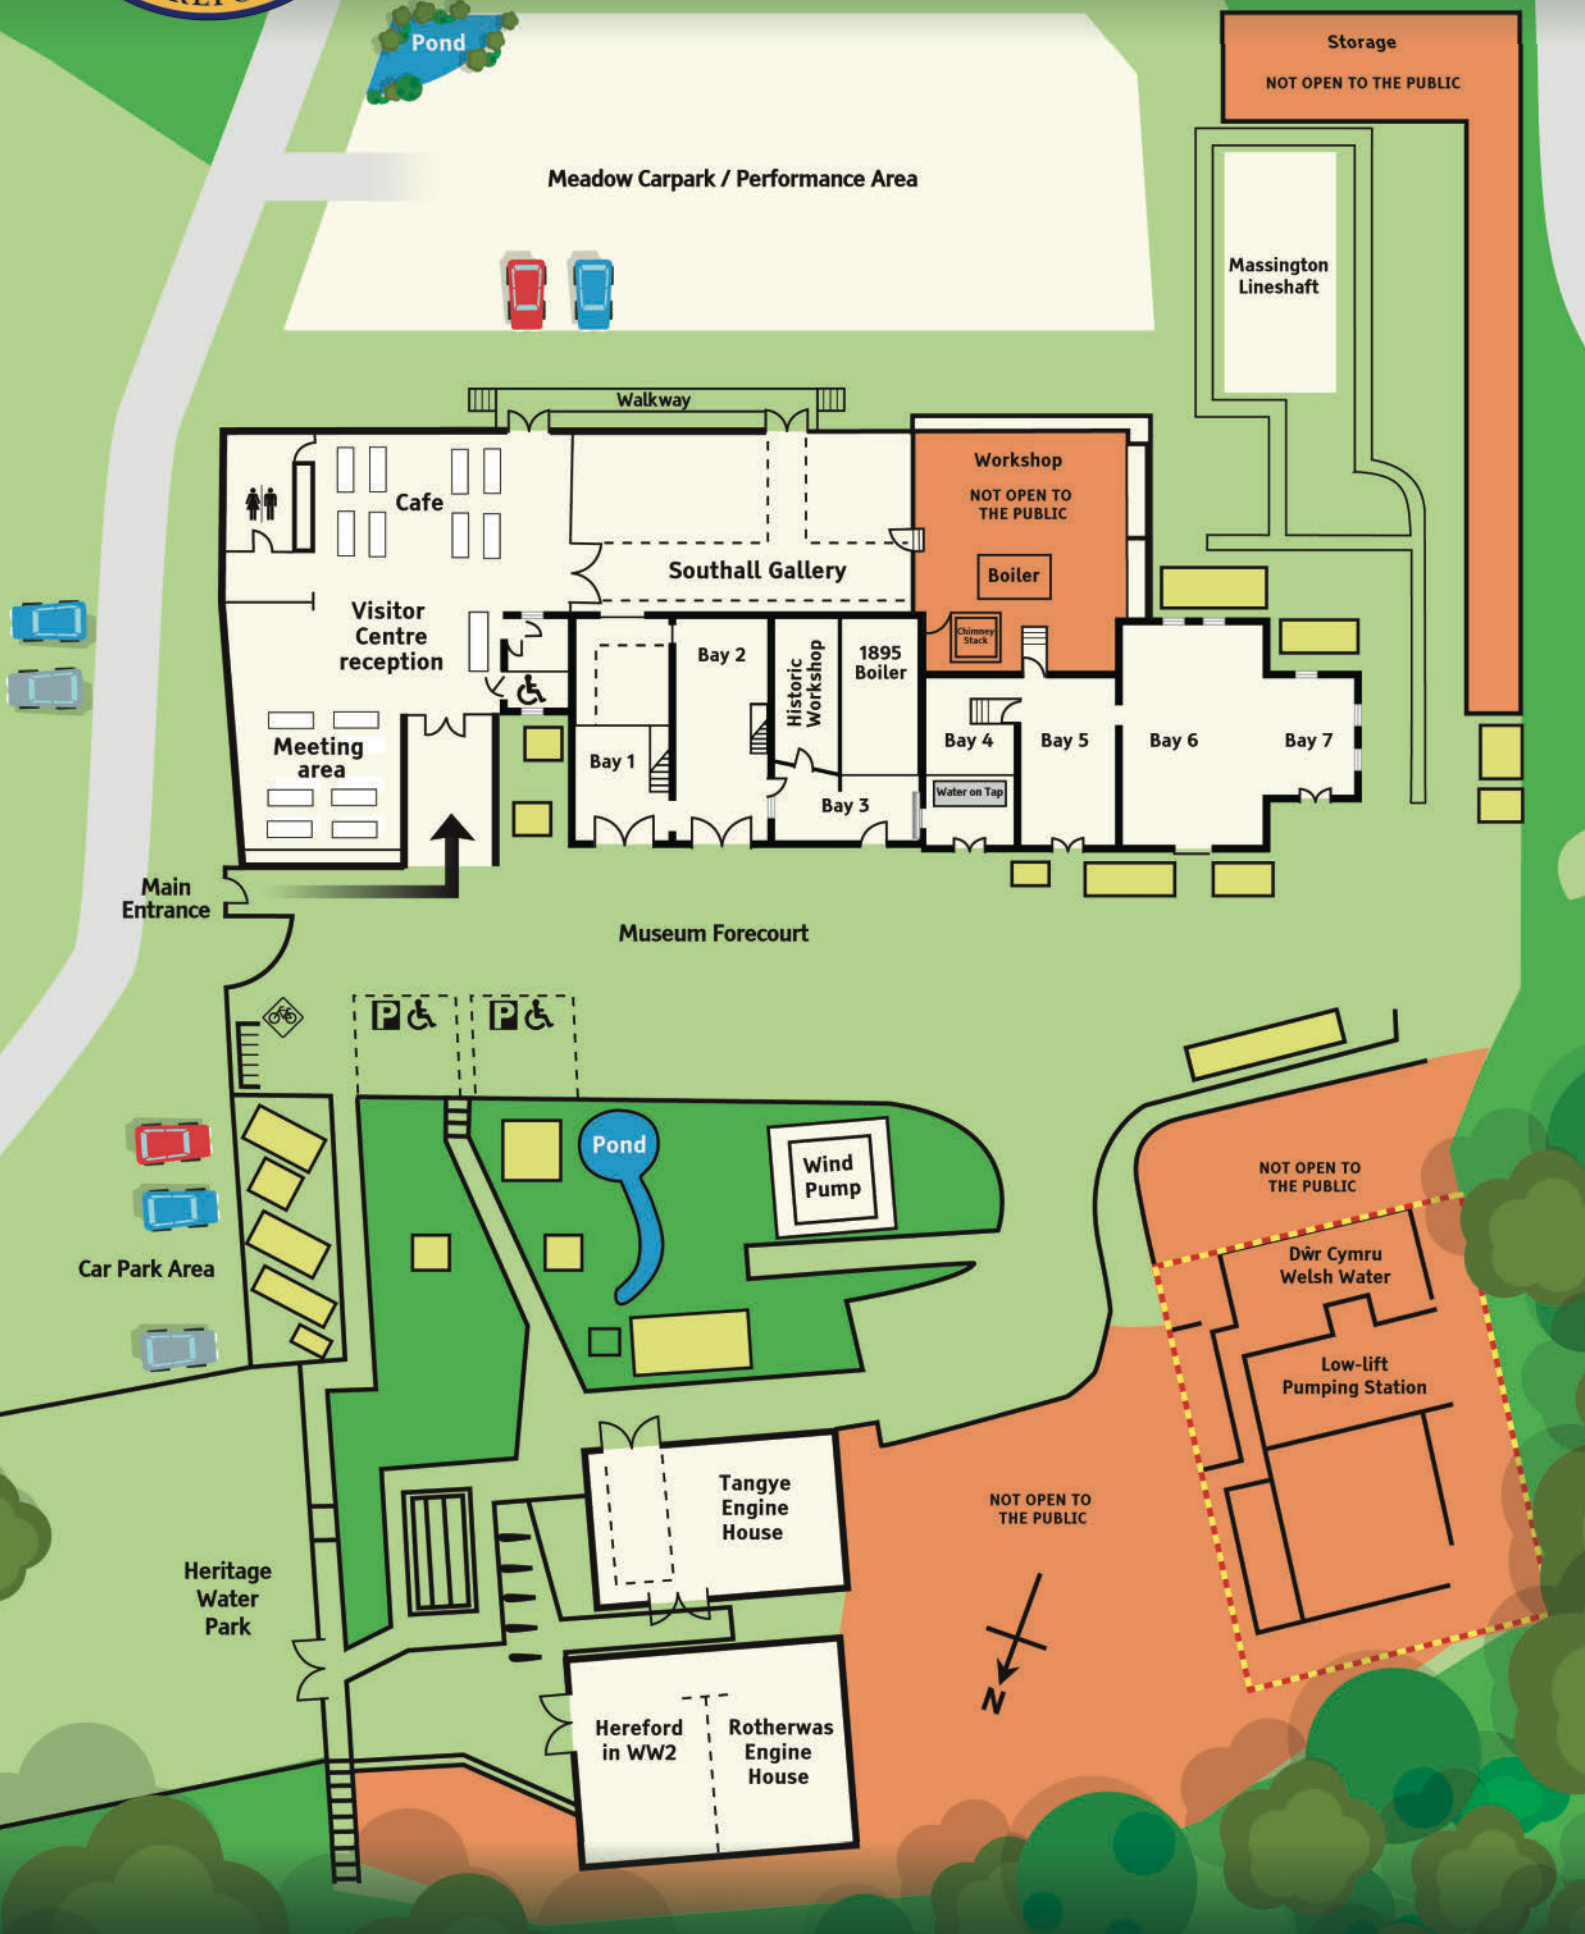 Pond
Storage
NOT OPEN TO THE PUBLIC
Meadow Carpark / Performance Area
Massington
Lineshaft
Walkway
Workshop
NOT OPEN TO
THE PUBLIC
Boiler
Chimney
Stack
Cafe
Southall Gallery
Visitor
Centre
reception
Meeting
area
Bay 1
Bay 2
Historic
Workshop
1895
Boiler
Bay 3
Bay 4
Water on Tap
Bay 5
Bay 6
Bay 7
Main
Entrance
Museum Forecourt
P
P
Pond
Wind
Pump
Car Park Area
NOT OPEN TO
THE PUBLIC
Dŵr Cymru
Welsh Water
Low-lift
Pumping Station
Tangye
Engine
House
NOT OPEN TO
THE PUBLIC
Heritage
Water
Park
N
Hereford
in WW2
Rotherwas
Engine
House